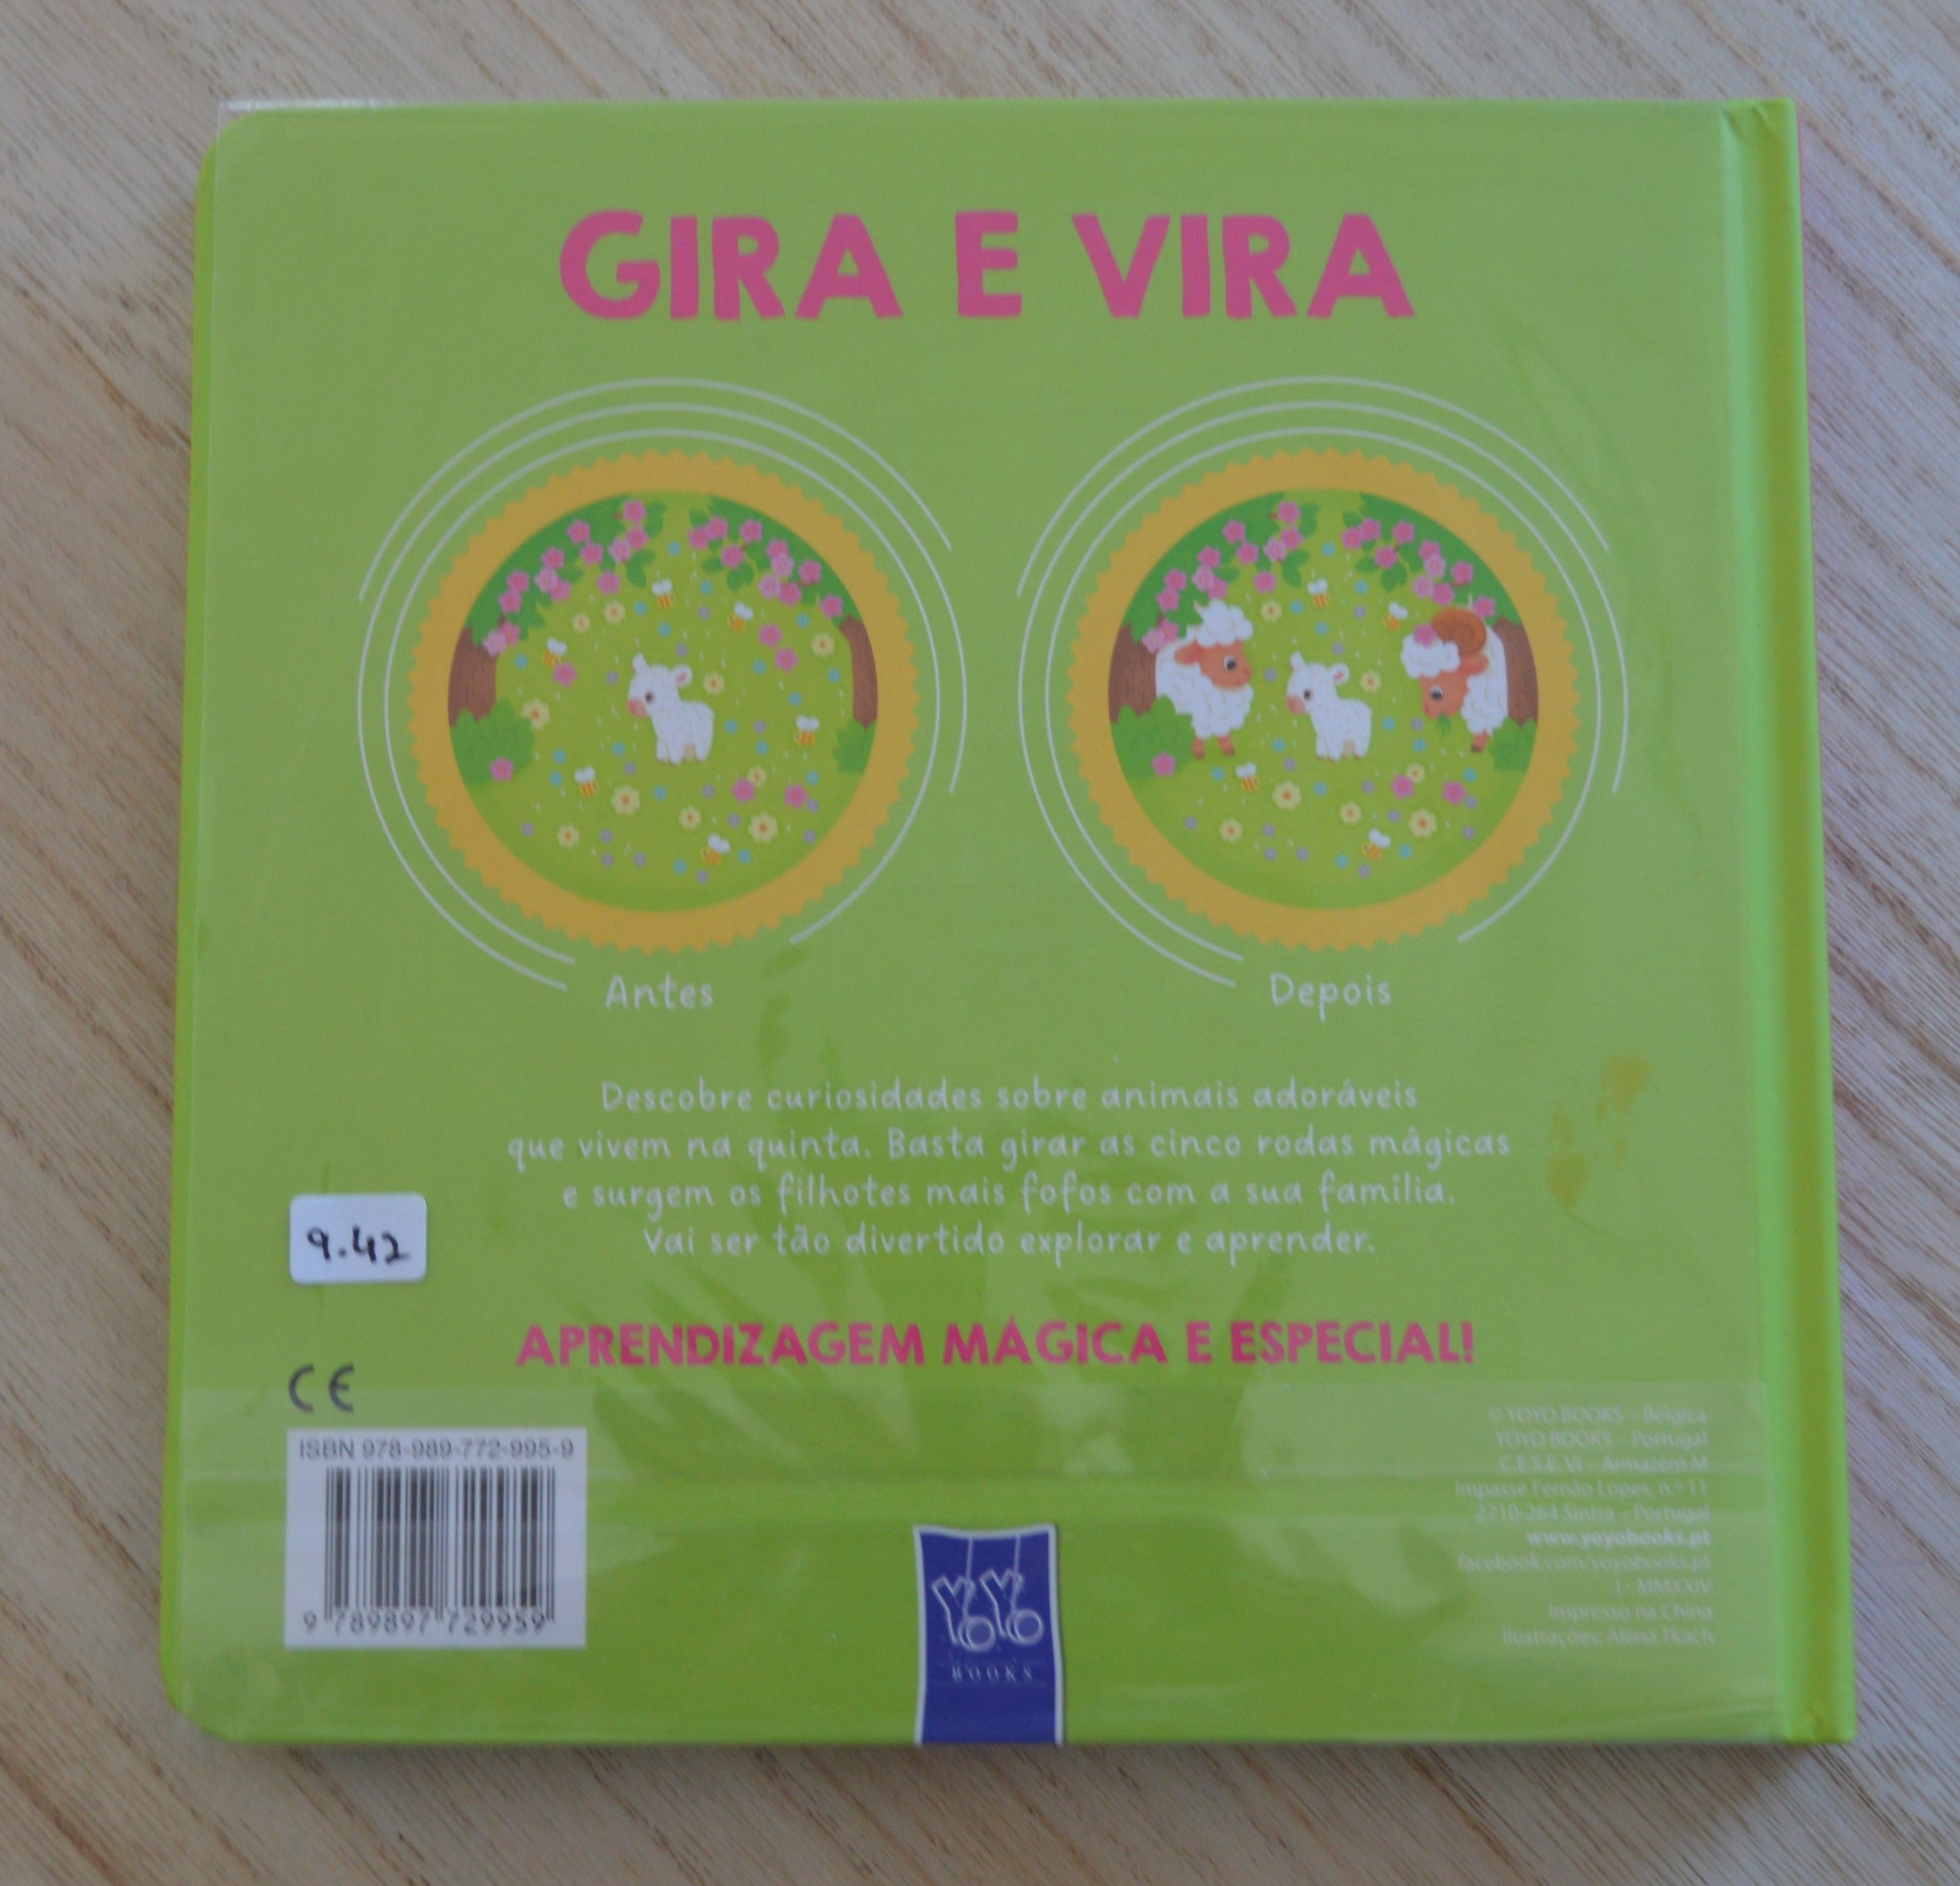 GIRA E VIRA
Antes
Depois
Descobre curiosidades sobre animais adoráveis
que vivem na quinta. Basta girar as cinco rodas mágicas
e surgem os filhotes mais fofos com a sua família.
Vai ser tão divertido explorar e aprender.
9.42
APRENDIZAGEM MÁGICA E ESPECIAL!
CE
ISBN 978-989-772-995-9
9 789897 729959
YOYO
BOOKS
© YOYO BOOKS – Bélgica
YOYO BOOKS – Portugal
C.E.S.E. VI – Armazém M
Impasse Fernão Lopes, n.º 11
2710-264 Sintra – Portugal
www.yoyobooks.pt
facebook.com/yoyobooks.pt
I - MMXXIV
Impresso na China
Ilustrações: Alena Tkach